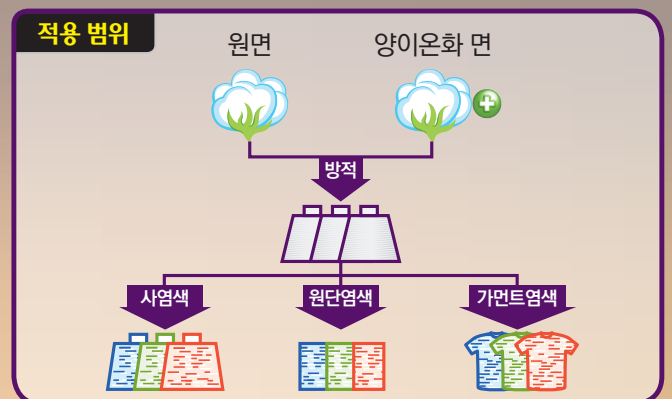 적용 범위
원면
양이온화 면
방적
사염색
원단염색
가먼트염색